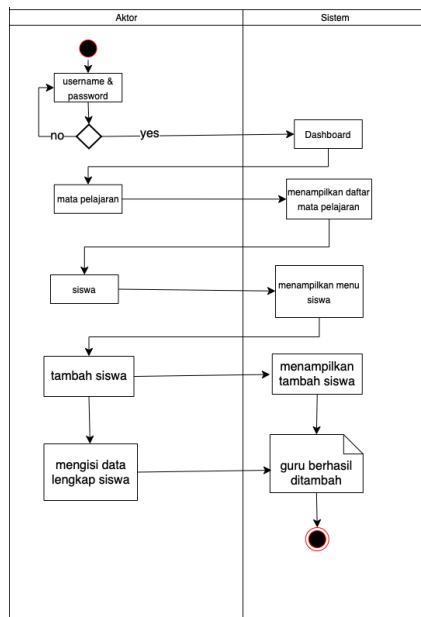 Aktor
Sistem
username &
password
no
yes
Dashboard
mata pelajaran
menampilkan daftar
mata pelajaran
siswa
menampilkan menu
siswa
tambah siswa
menampilkan
tambah siswa
mengisi data
lengkap siswa
guru berhasil
ditambah